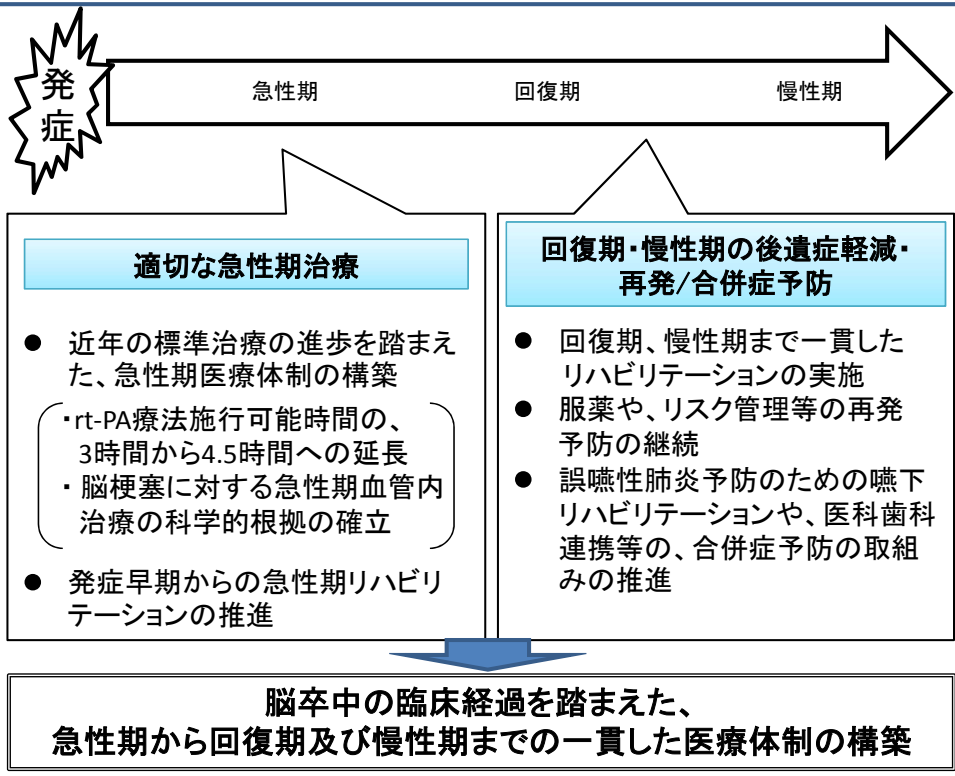 発
症
急性期
回復期
慢性期
適切な急性期治療
● 近年の標準治療の進歩を踏まえ
た、急性期医療体制の構築
・rt-PA療法施行可能時間の、
3時間から4.5時間への延長
・ 脳梗塞に対する急性期血管内
治療の科学的根拠の確立
● 発症早期からの急性期リハビリ
テーションの推進
回復期・慢性期の後遺症軽減・
再発/合併症予防
● 回復期、慢性期まで一貫した
リハビリテーションの実施
● 服薬や、リスク管理等の再発
予防の継続
● 誤嚥性肺炎予防のための嚥下
リハビリテーションや、医科歯科
連携等の、合併症予防の取組
みの推進
脳卒中の臨床経過を踏まえた、
急性期から回復期及び慢性期までの一貫した医療体制の構築